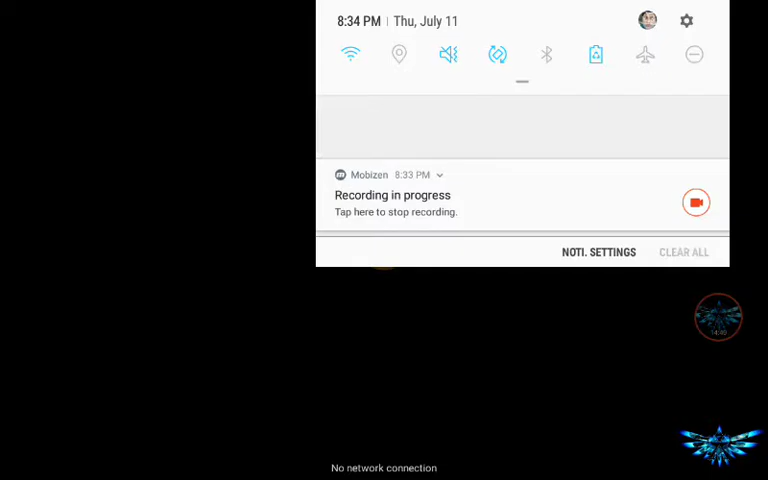 8:34 PM | Thu, July 11
Mobizen 8:33 PM
Recording in progress
Tap here to stop recording.
NOTI. SETTINGS CLEAR ALL
No network connection